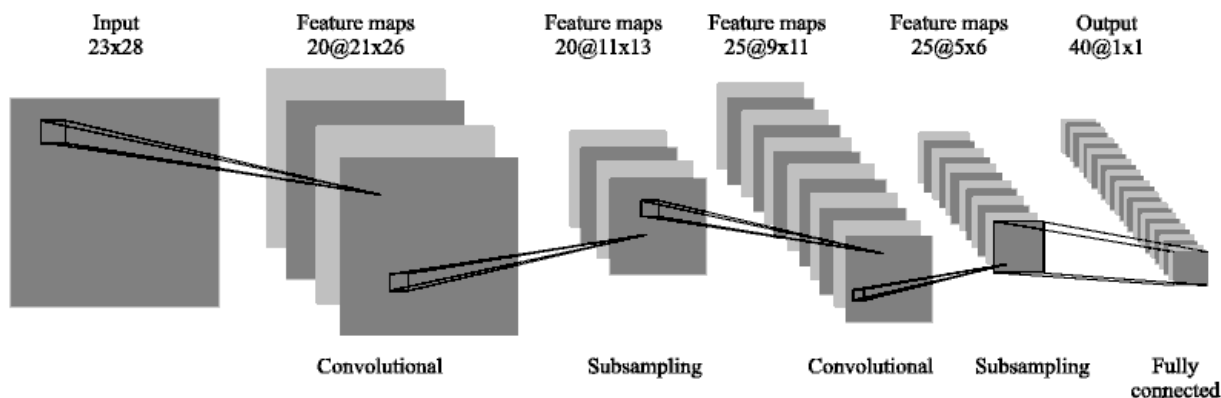 Input
23x28
Feature maps
20@21x26
Feature maps
20@11x13
Feature maps
25@9x11
Feature maps
25@5x6
Output
40@1x1
Convolutional
Subsampling
Convolutional
Subsampling
Fully
connected